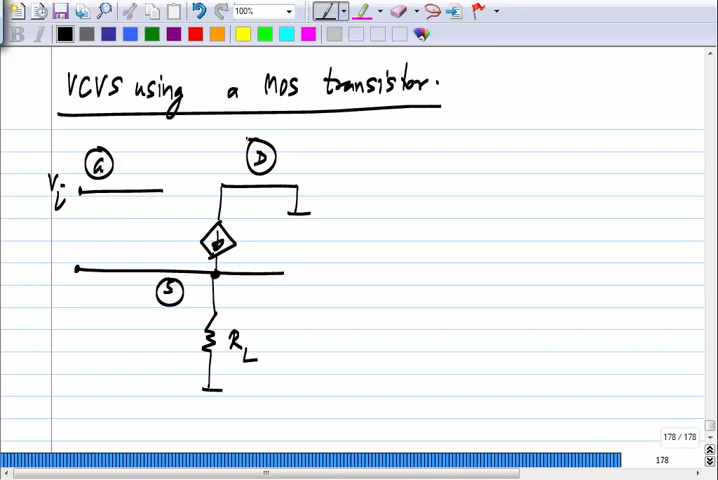 100%
B I
VCVS using a MOS transistor.
G
D
Vi
S
RL
178 / 178
178